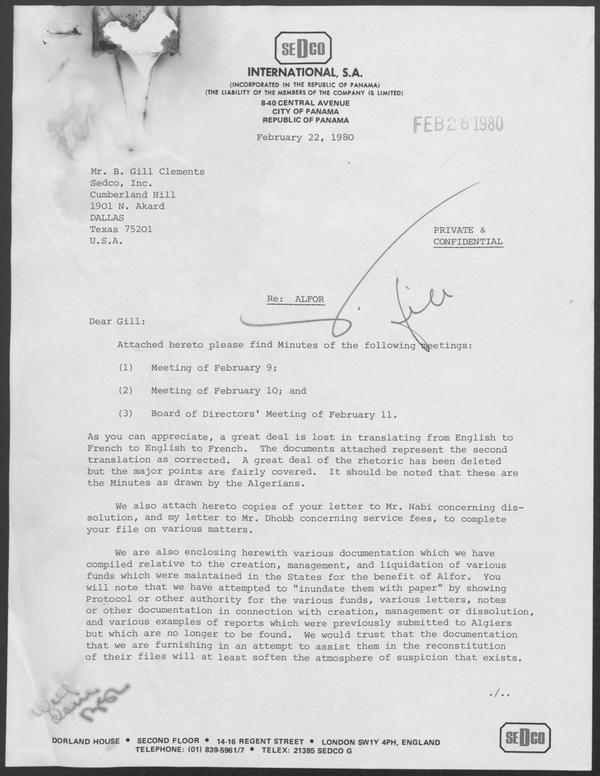 SEDCO
INTERNATIONAL, S.A.
(INCORPORATED IN THE REPUBLIC OF PANAMA)
(THE LIABILITY OF THE MEMBERS OF THE COMPANY IS LIMITED)
8-40 CENTRAL AVENUE
CITY OF PANAMA
REPUBLIC OF PANAMA
February 22, 1980
FEB 26 1980
Mr. B. Gill Clements
Sedco, Inc.
Cumberland Hill
1901 N. Akard
DALLAS
Texas 75201
U.S.A.
PRIVATE &
CONFIDENTIAL
Re: ALFOR
Gill
Dear Gill:
Attached hereto please find Minutes of the following meetings:
(1) Meeting of February 9;
(2) Meeting of February 10; and
(3) Board of Directors' Meeting of February 11.
As you can appreciate, a great deal is lost in translating from English to
French to English to French. The documents attached represent the second
translation as corrected. A great deal of the rhetoric has been deleted
but the major points are fairly covered. It should be noted that these are
the Minutes as drawn by the Algerians.
We also attach hereto copies of your letter to Mr. Nabi concerning dis-
solution, and my letter to Mr. Dhobb concerning service fees, to complete
your file on various matters.
We are also enclosing herewith various documentation which we have
compiled relative to the creation, management, and liquidation of various
funds which were maintained in the States for the benefit of Alfor. You
will note that we have attempted to "inundate them with paper" by showing
Protocol or other authority for the various funds, various letters, notes
or other documentation in connection with creation, management or dissolution,
and various examples of reports which were previously submitted to Algiers
but which are no longer to be found. We would trust that the documentation
that we are furnishing in an attempt to assist them in the reconstitution
of their files will at least soften the atmosphere of suspicion that exists.
./..
DORLAND HOUSE • SECOND FLOOR • 14-16 REGENT STREET • LONDON SW1Y 4PH, ENGLAND
TELEPHONE: (01) 839-5961/7 • TELEX: 21385 SEDCO G
SEDCO